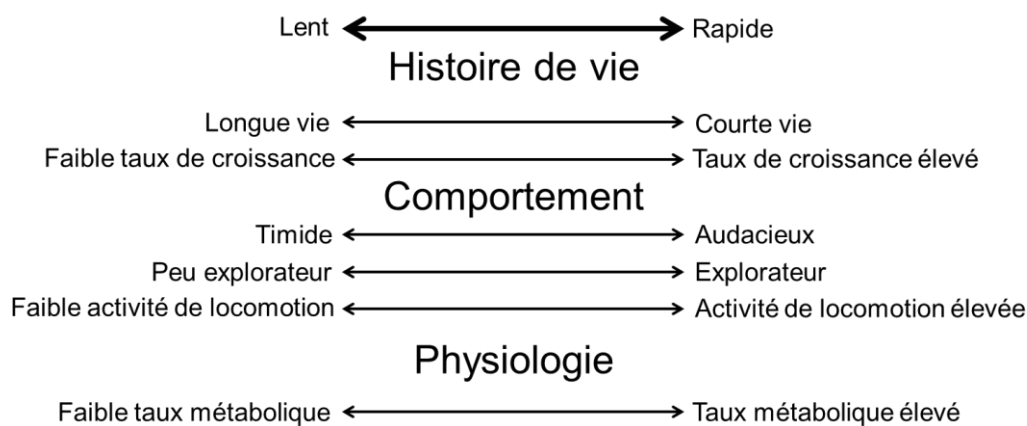 Lent Rapide
Histoire de vie
Longue vie Courte vie
Faible taux de croissance Taux de croissance élevé
Comportement
Timide Audacieux
Peu explorateur Explorateur
Faible activité de locomotion Activité de locomotion élevée
Physiologie
Faible taux métabolique Taux métabolique élevé